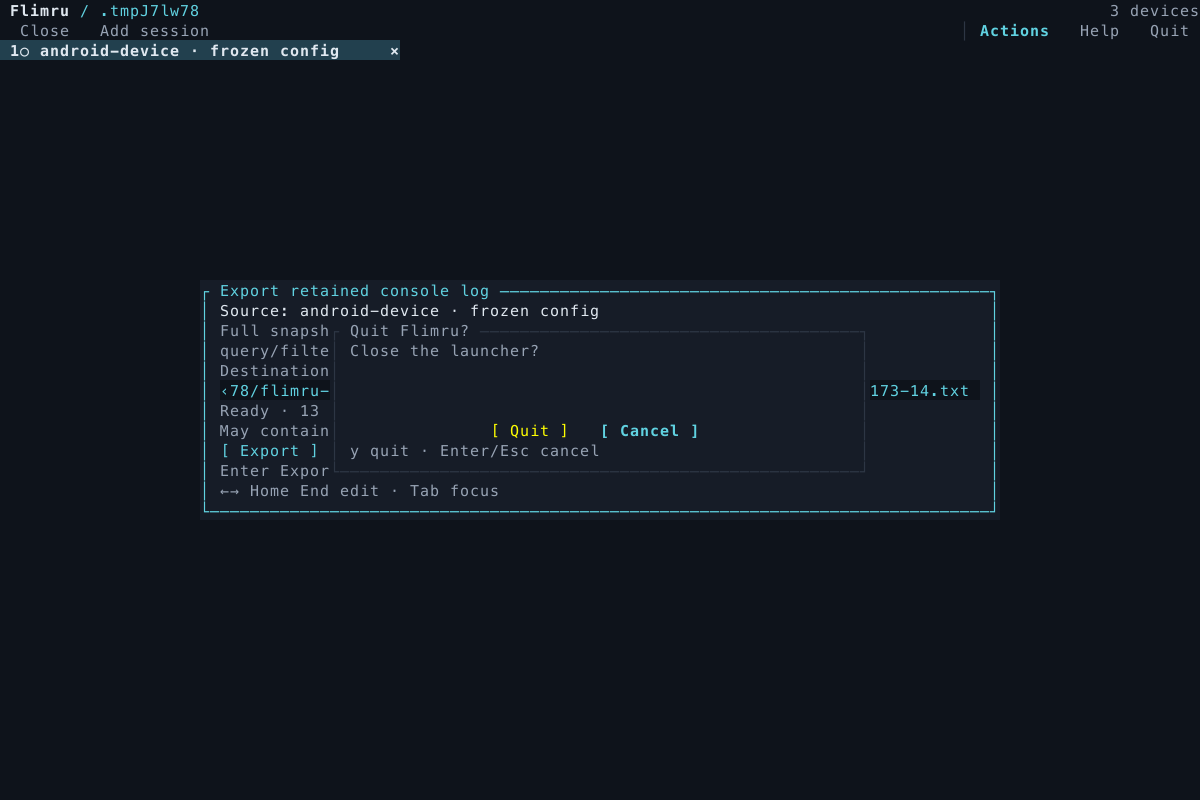 Flimru / .tmpJ7lw78 3 devices
Close Add session │ Actions Help Quit
1○ android-device · frozen config ×
Export retained console log
Source: android-device · frozen config
Full snapsh Quit Flimru?
query/filte Close the launcher?
Destination
‹78/flimru- 173-14.txt
Ready · 13
May contain [ Quit ] [ Cancel ]
[ Export ] y quit · Enter/Esc cancel
Enter Expor
←→ Home End edit · Tab focus